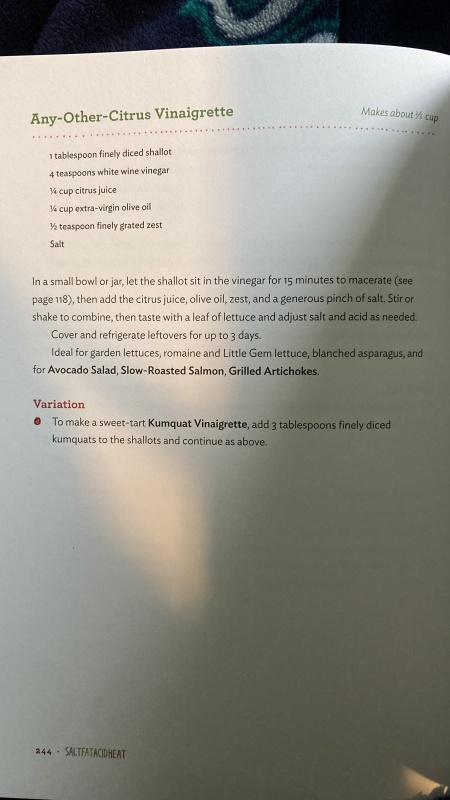 Any-Other-Citrus Vinaigrette
Makes about ⅔ cup
1 tablespoon finely diced shallot
4 teaspoons white wine vinegar
¼ cup citrus juice
¼ cup extra-virgin olive oil
½ teaspoon finely grated zest
Salt
In a small bowl or jar, let the shallot sit in the vinegar for 15 minutes to macerate (see
page 118), then add the citrus juice, olive oil, zest, and a generous pinch of salt. Stir or
shake to combine, then taste with a leaf of lettuce and adjust salt and acid as needed.
Cover and refrigerate leftovers for up to 3 days.
Ideal for garden lettuces, romaine and Little Gem lettuce, blanched asparagus, and
for Avocado Salad, Slow-Roasted Salmon, Grilled Artichokes.
Variation
To make a sweet-tart Kumquat Vinaigrette, add 3 tablespoons finely diced
kumquats to the shallots and continue as above.
244 · SALTFATACIDHEAT